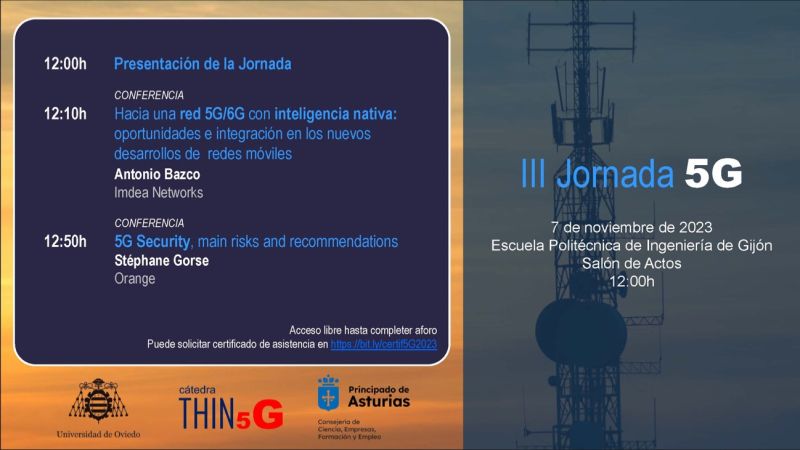 12:00h Presentación de la Jornada
CONFERENCIA
12:10h Hacia una red 5G/6G con inteligencia nativa:
oportunidades e integración en los nuevos
desarrollos de redes móviles
Antonio Bazco
Imdea Networks
CONFERENCIA
12:50h 5G Security, main risks and recommendations
Stéphane Gorse
Orange
Acceso libre hasta completer aforo
Puede solicitar certificado de asistencia en https://bit.ly/certif5G2023
Universidad de Oviedo
cátedra
THIN5G
Principado de
Asturias
Consejería de
Ciencia, Empresas,
Formación y Empleo
III Jornada 5G
7 de noviembre de 2023
Escuela Politécnica de Ingeniería de Gijón
Salón de Actos
12:00h